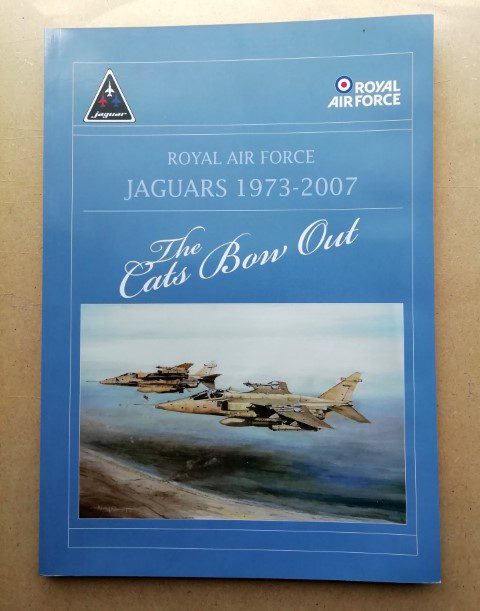 jaguar
ROYAL
AIR FORCE
ROYAL AIR FORCE
JAGUARS 1973-2007
The
Cats Bow Out